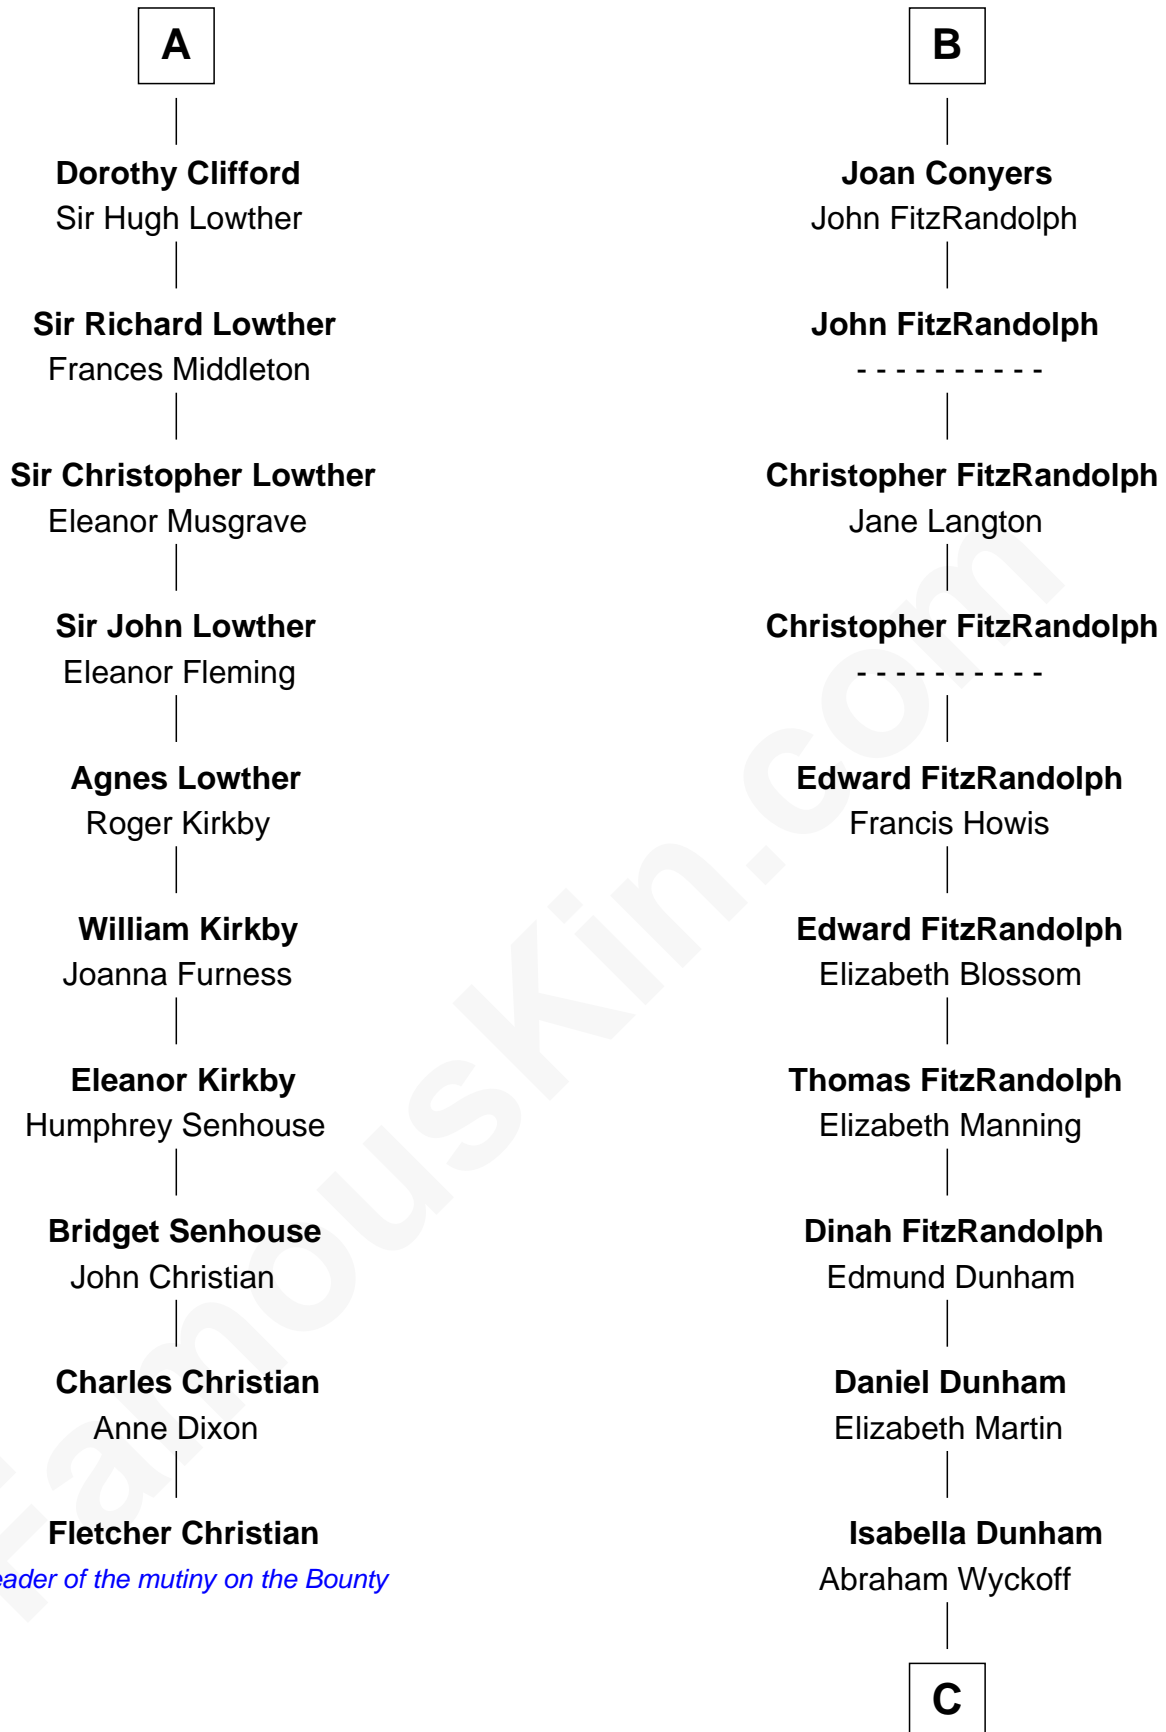 A
Dorothy Clifford
Sir Hugh Lowther
Sir Richard Lowther
Frances Middleton
Sir Christopher Lowther
Eleanor Musgrave
Sir John Lowther
Eleanor Fleming
Agnes Lowther
Roger Kirkby
William Kirkby
Joanna Furness
Eleanor Kirkby
Humphrey Senhouse
Bridget Senhouse
John Christian
Charles Christian
Anne Dixon
Fletcher Christian
eader of the mutiny on the Bounty
B
Joan Conyers
John FitzRandolph
John FitzRandolph
- - - - - - - - - -
Christopher FitzRandolph
Jane Langton
Christopher FitzRandolph
- - - - - - - - - -
Edward FitzRandolph
Francis Howis
Edward FitzRandolph
Elizabeth Blossom
Thomas FitzRandolph
Elizabeth Manning
Dinah FitzRandolph
Edmund Dunham
Daniel Dunham
Elizabeth Martin
Isabella Dunham
Abraham Wyckoff
C
FamousKin.com